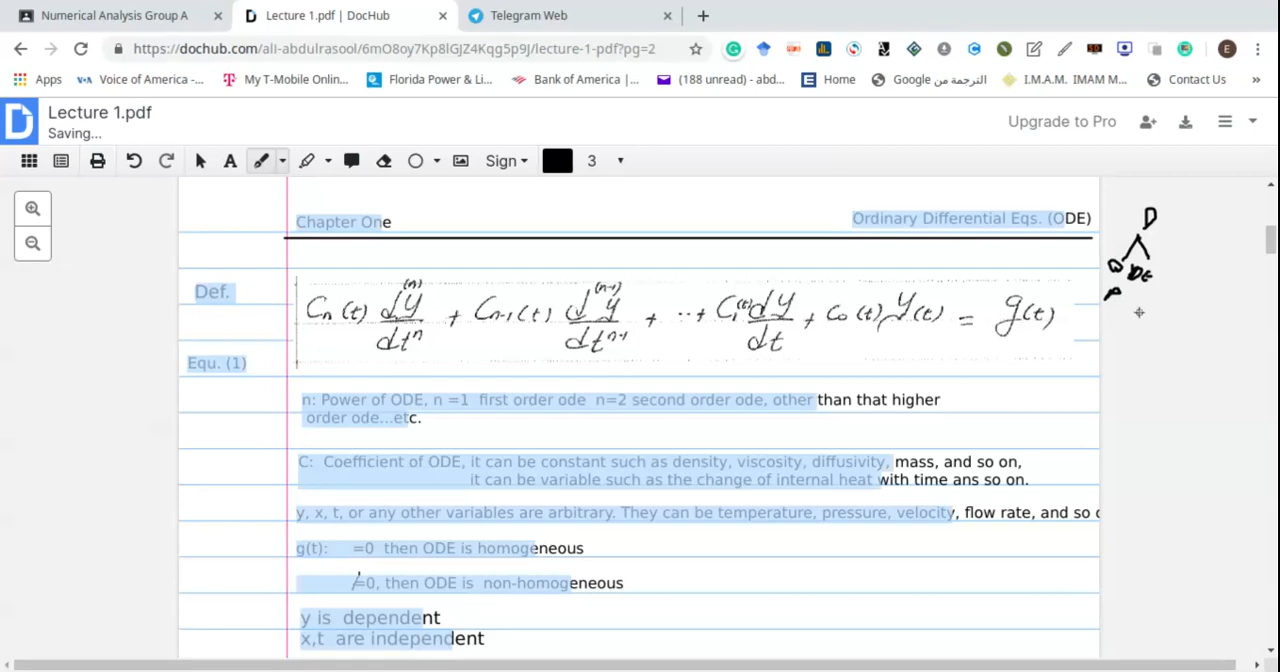 Numerical Analysis Group A
Lecture 1.pdf | DocHub
Telegram Web
https://dochub.com/ali-abdulrasool/6mO8oy7Kp8lGJZ4Kqg5p9J/lecture-1-pdf?pg=2
E
Apps VOA Voice of America -... My T-Mobile Onlin... Florida Power & Li... Bank of America |... (188 unread) - abd... Home الترجمة من Google I.M.A.M. IMAM M... Contact Us »
Lecture 1.pdf
Saving...
Upgrade to Pro
A Sign 3
Chapter One
Ordinary Differential Eqs. (ODE)
D
Def.
Cn(t) d^(n)y/dt^n + Cn-1(t) d^(n-1)y/dt^n-1 + ..+ C1(t) dy/dt + C0(t) y(t) = g(t)
Equ. (1)
n: Power of ODE, n =1 first order ode n=2 second order ode, other than that higher
order ode...etc.
C: Coefficient of ODE, it can be constant such as density, viscosity, diffusivity, mass, and so on,
it can be variable such as the change of internal heat with time ans so on.
y, x, t, or any other variables are arbitrary. They can be temperature, pressure, velocity, flow rate, and so
g(t): =0 then ODE is homogeneous
≠0, then ODE is non-homogeneous
y is dependent
x,t are independent